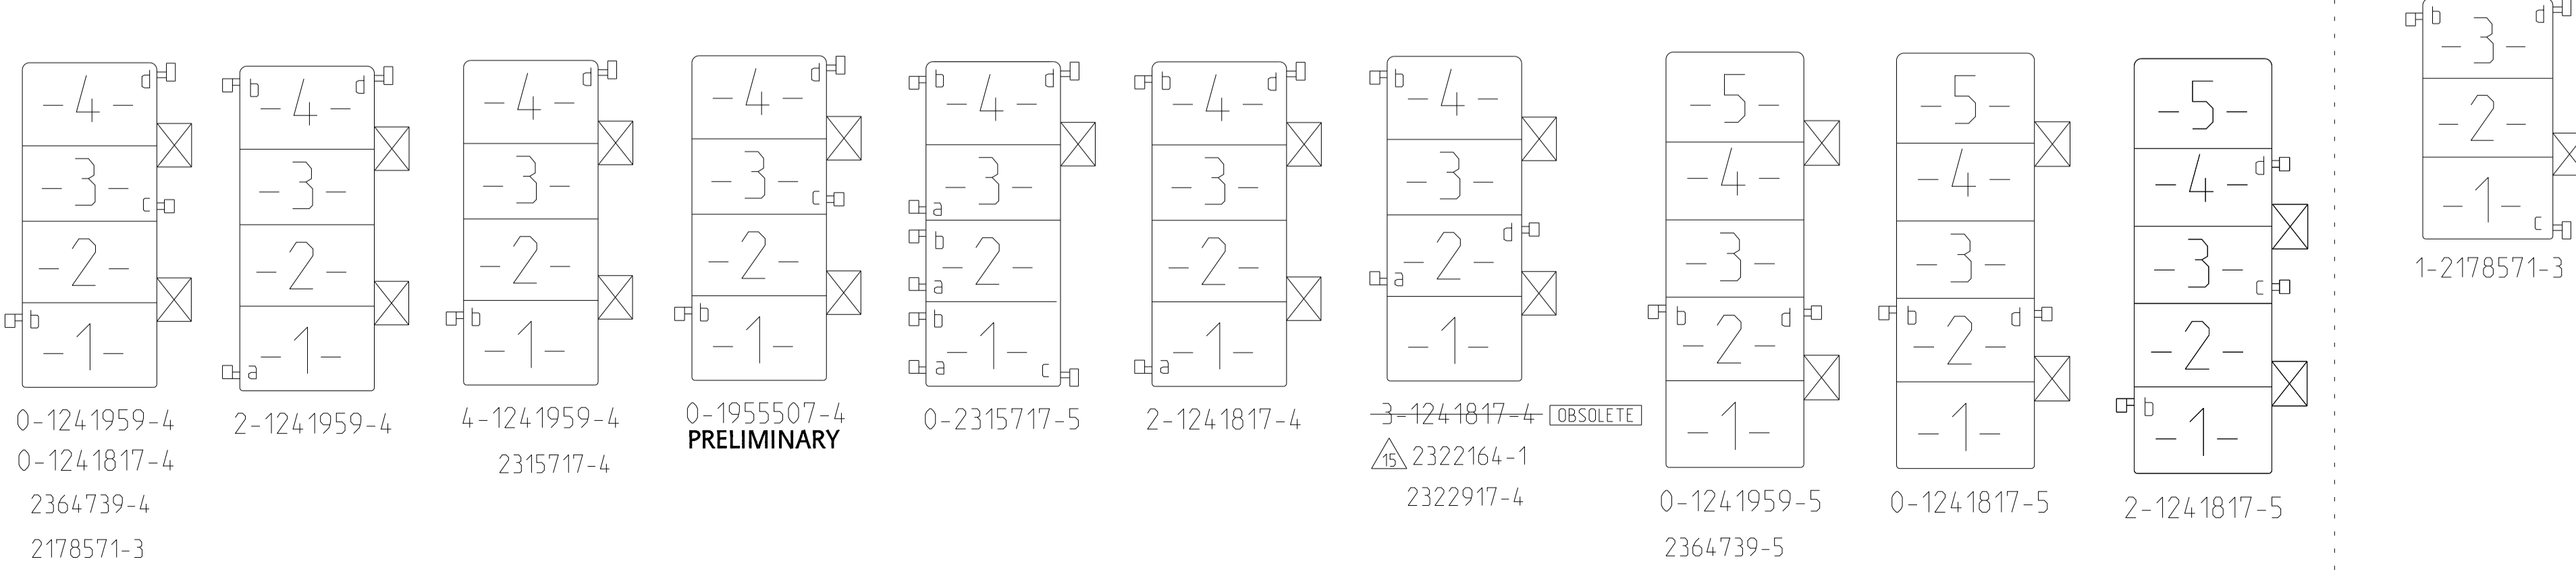 -4- d
-3- c
-2-
b -1-
0-1241959-4
0-1241817-4
2364739-4
2178571-3
b -4- d
-3-
-2-
a -1-
2-1241959-4
-4- d
-3-
-2-
b -1-
4-1241959-4
2315717-4
-4- d
-3- c
-2-
b -1-
0-1955507-4
PRELIMINARY
b -4- d
a -3-
b -2-
a
b -1-
a c
0-2315717-5
b -4- d
-3-
-2-
a -1-
2-1241817-4
b -4-
-3-
-2- d
a
-1-
3-1241817-4 OBSOLETE
15 2322164-1
2322917-4
-5-
-4-
-3-
b -2- d
-1-
0-1241959-5
2364739-5
-5-
-4-
-3-
b -2- d
-1-
0-1241817-5
-5-
-4- d
-3- c
-2-
b -1-
2-1241817-5
b -3- d
-2-
-1- c
1-2178571-3